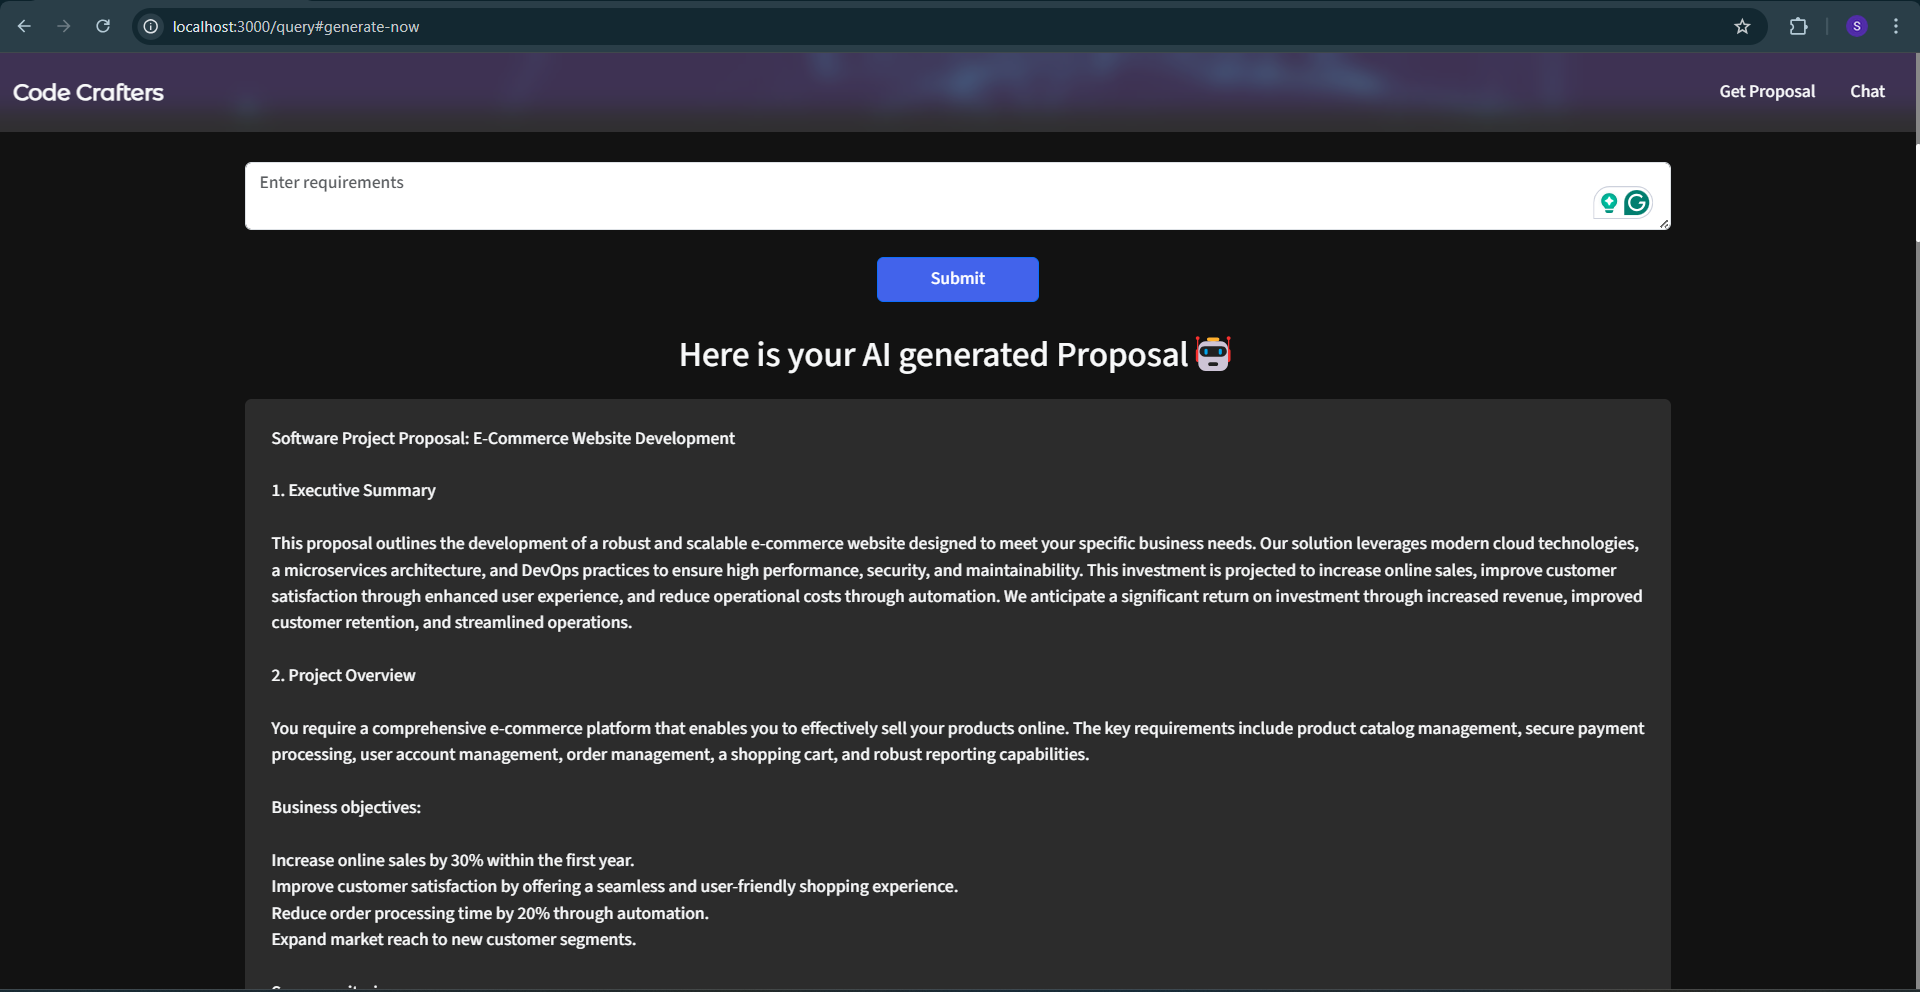 localhost:3000/query#generate-now
S
Code Crafters
Get Proposal
Chat
Enter requirements
Submit
Here is your AI generated Proposal
Software Project Proposal: E-Commerce Website Development
1. Executive Summary
This proposal outlines the development of a robust and scalable e-commerce website designed to meet your specific business needs. Our solution leverages modern cloud technologies,
a microservices architecture, and DevOps practices to ensure high performance, security, and maintainability. This investment is projected to increase online sales, improve customer
satisfaction through enhanced user experience, and reduce operational costs through automation. We anticipate a significant return on investment through increased revenue, improved
customer retention, and streamlined operations.
2. Project Overview
You require a comprehensive e-commerce platform that enables you to effectively sell your products online. The key requirements include product catalog management, secure payment
processing, user account management, order management, a shopping cart, and robust reporting capabilities.
Business objectives:
Increase online sales by 30% within the first year.
Improve customer satisfaction by offering a seamless and user-friendly shopping experience.
Reduce order processing time by 20% through automation.
Expand market reach to new customer segments.